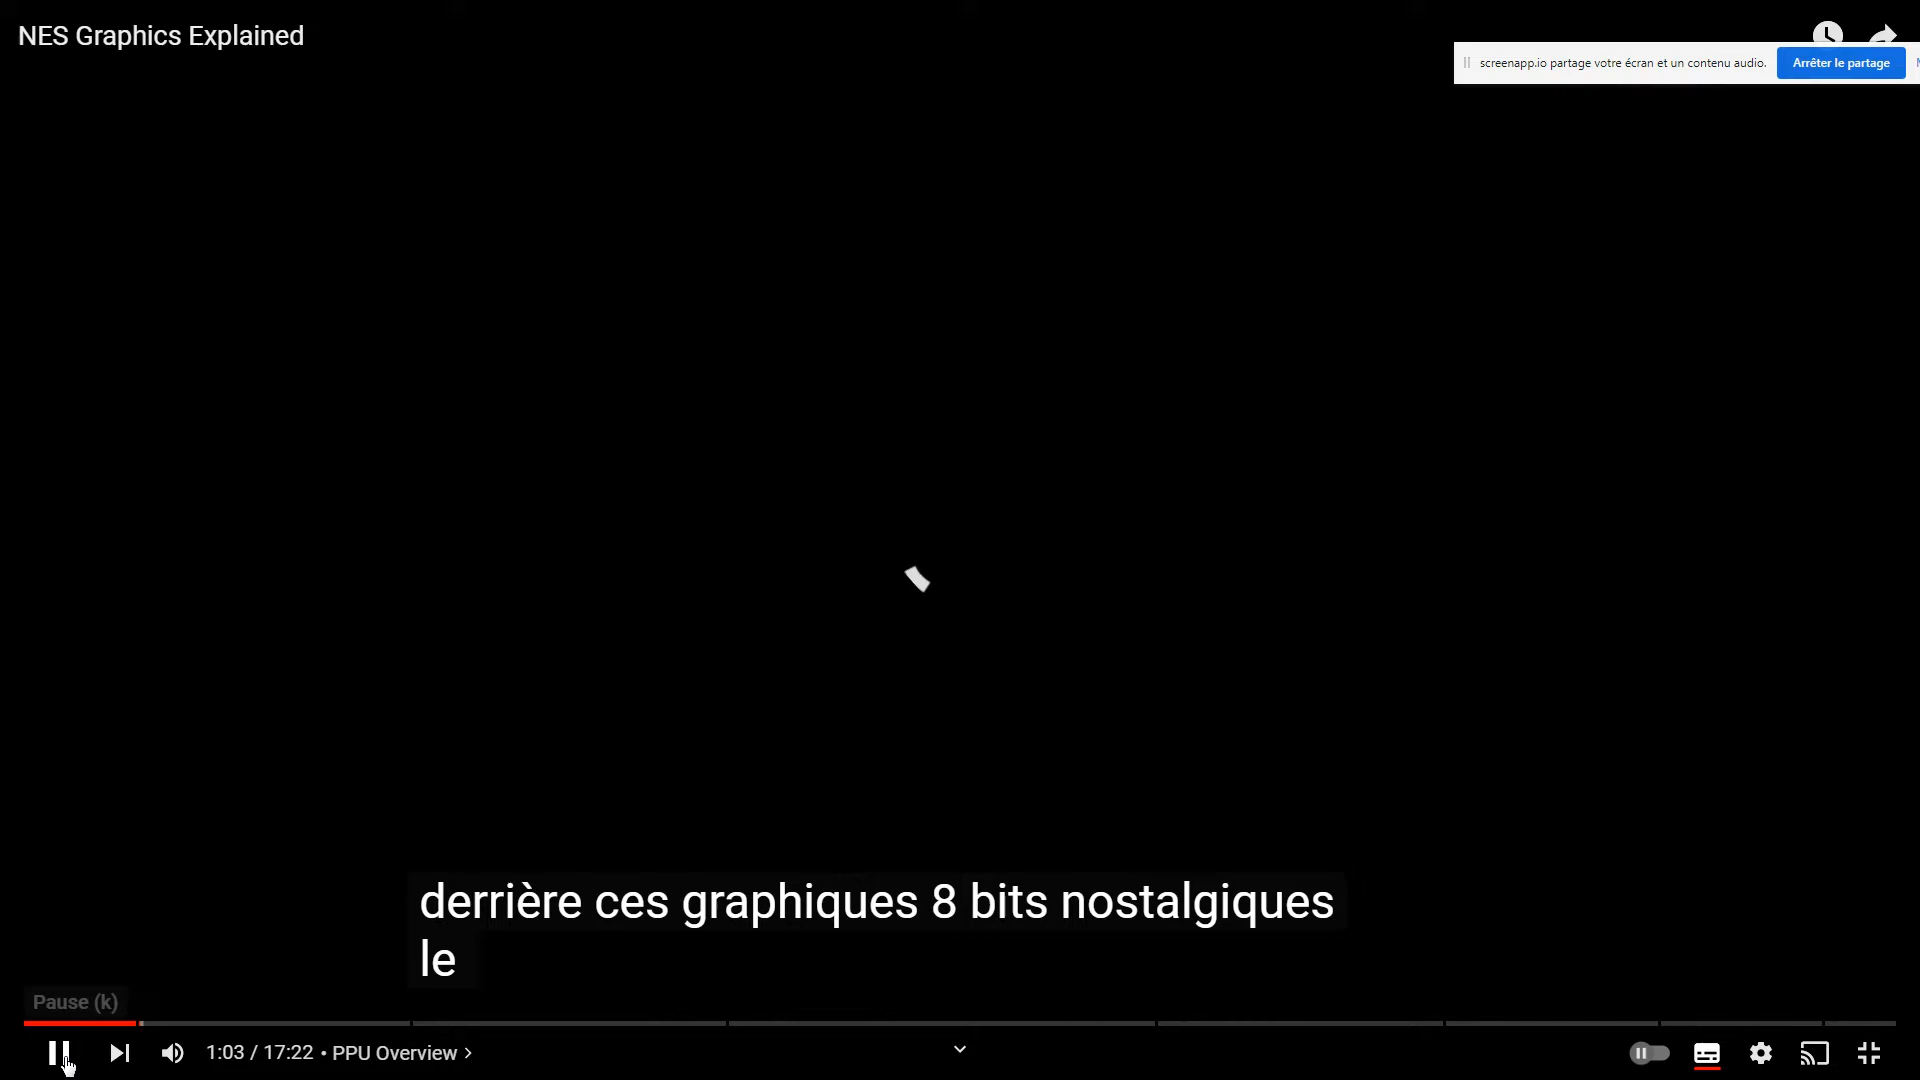 NES Graphics Explained
screenapp.io partage votre écran et un contenu audio.
Arrêter le partage
derrière ces graphiques 8 bits nostalgiques
le
Pause (k)
1:03 / 17:22 • PPU Overview >